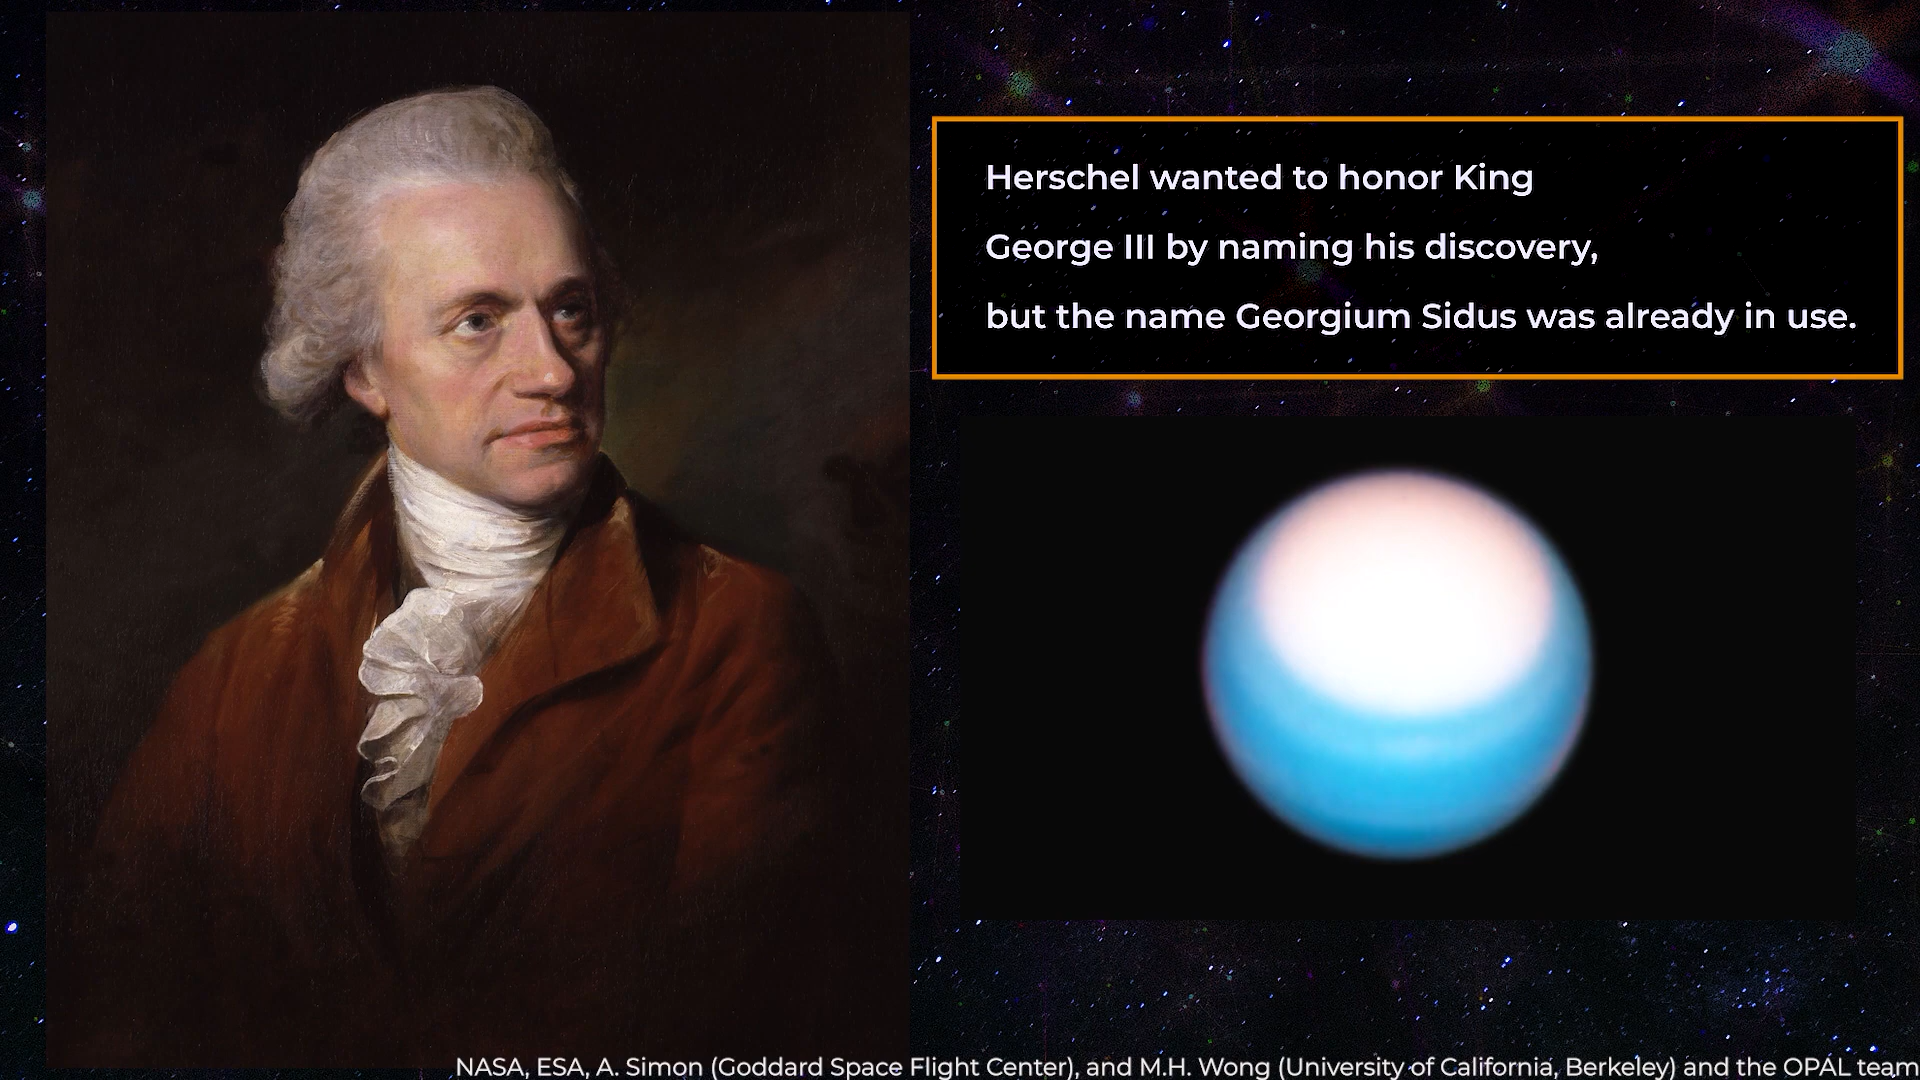 Herschel wanted to honor King
George III by naming his discovery,
but the name Georgium Sidus was already in use.
NASA, ESA, A. Simon (Goddard Space Flight Center), and M.H. Wong (University of California, Berkeley) and the OPAL team